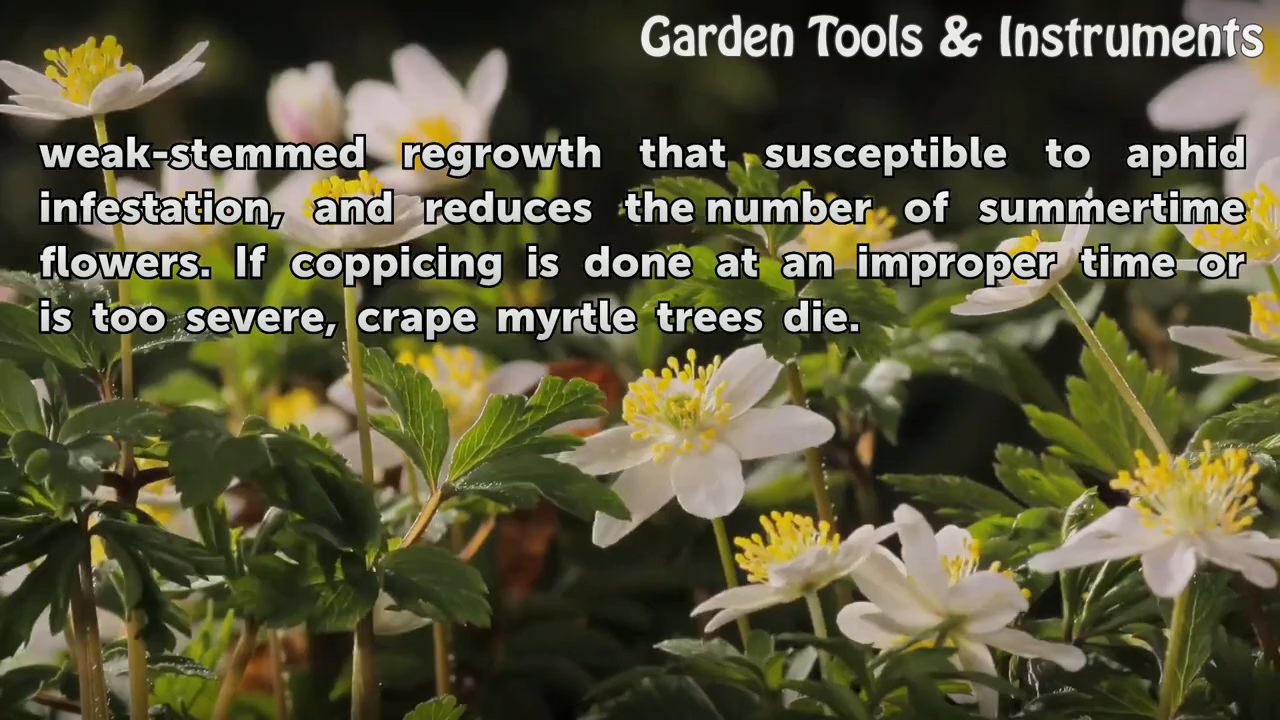 Garden Tools & Instruments
weak-stemmed regrowth that susceptible to aphid
infestation, and reduces the number of summertime
flowers. If coppicing is done at an improper time or
is too severe, crape myrtle trees die.